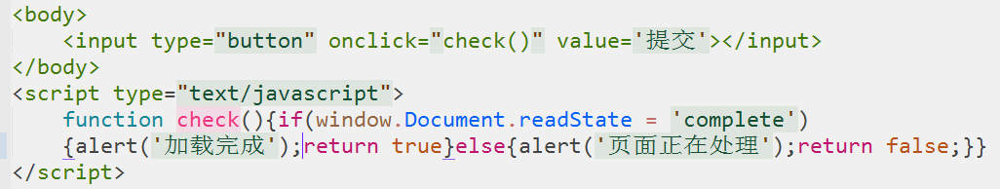 <body>
<input type="button" onclick="check()" value='提交'></input>
</body>
<script type="text/javascript">
function check(){if(window.Document.readState = 'complete')
{alert('加载完成');return true}else{alert('页面正在处理');return false;}}
</script>